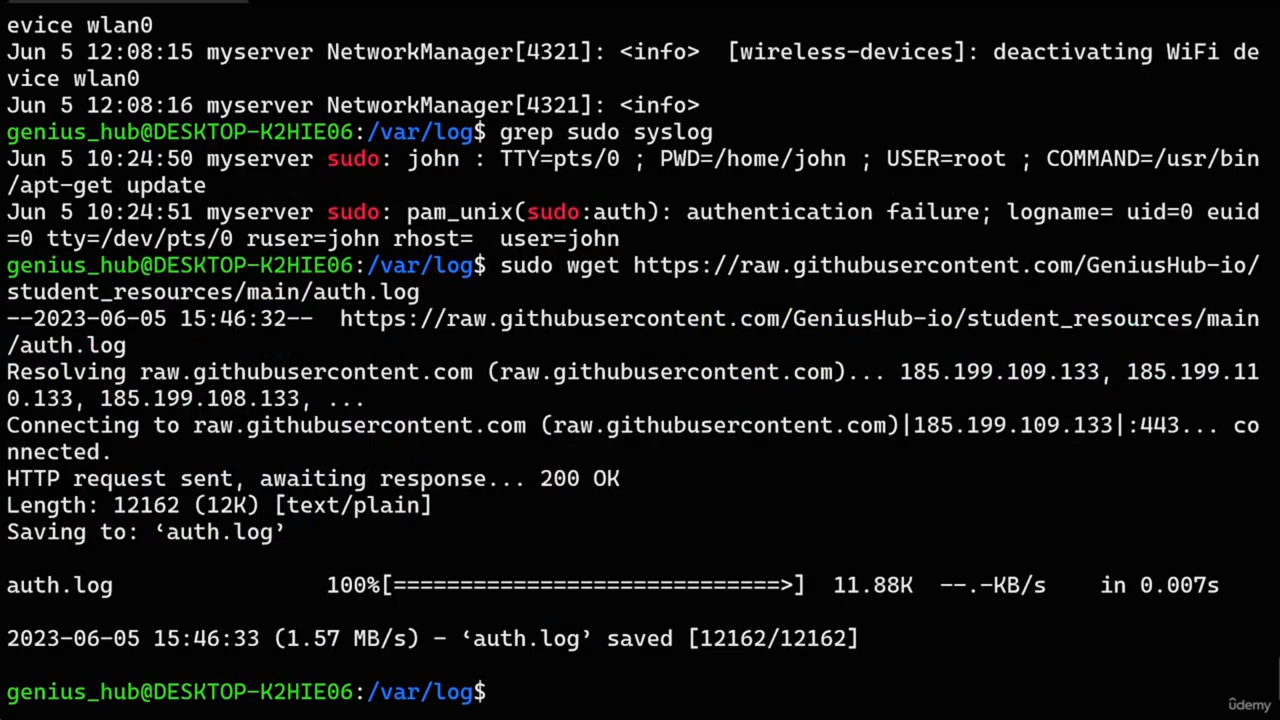 evice wlan0
Jun 5 12:08:15 myserver NetworkManager[4321]: <info>  [wireless-devices]: deactivating WiFi de
vice wlan0
Jun 5 12:08:16 myserver NetworkManager[4321]: <info>
genius_hub@DESKTOP-K2HIE06:/var/log$ grep sudo syslog
Jun 5 10:24:50 myserver sudo: john : TTY=pts/0 ; PWD=/home/john ; USER=root ; COMMAND=/usr/bin
/apt-get update
Jun 5 10:24:51 myserver sudo: pam_unix(sudo:auth): authentication failure; logname= uid=0 euid
=0 tty=/dev/pts/0 ruser=john rhost=  user=john
genius_hub@DESKTOP-K2HIE06:/var/log$ sudo wget https://raw.githubusercontent.com/GeniusHub-io/
student_resources/main/auth.log
--2023-06-05 15:46:32--  https://raw.githubusercontent.com/GeniusHub-io/student_resources/main
/auth.log
Resolving raw.githubusercontent.com (raw.githubusercontent.com)... 185.199.109.133, 185.199.11
0.133, 185.199.108.133, ...
Connecting to raw.githubusercontent.com (raw.githubusercontent.com)|185.199.109.133|:443... co
nnected.
HTTP request sent, awaiting response... 200 OK
Length: 12162 (12K) [text/plain]
Saving to: ‘auth.log’
auth.log                100%[=============================>]  11.88K  --.-KB/s    in 0.007s
2023-06-05 15:46:33 (1.57 MB/s) - ‘auth.log’ saved [12162/12162]
genius_hub@DESKTOP-K2HIE06:/var/log$
udemy